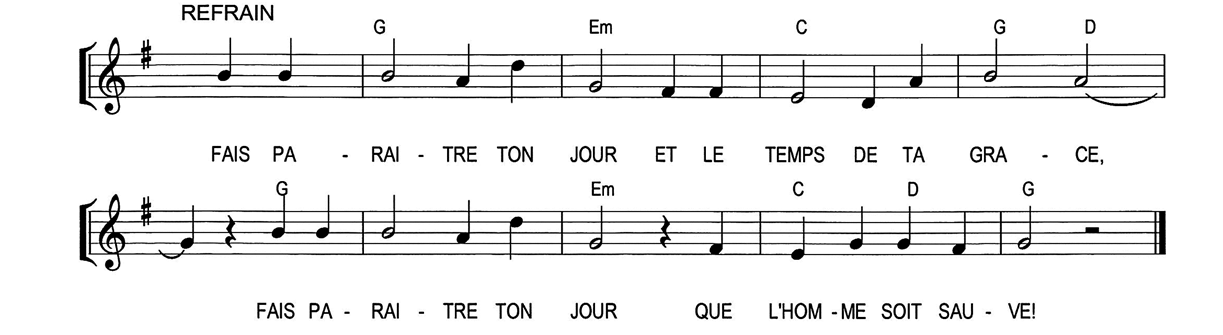 REFRAIN
G Em C G D
FAIS PA - RAI - TRE TON JOUR ET LE TEMPS DE TA GRA - CE,
G Em C D G
FAIS PA - RAI - TRE TON JOUR QUE L'HOM - ME SOIT SAU - VE!